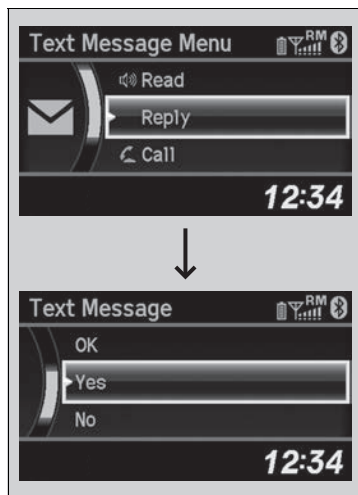 Text Message Menu RM
Read
Reply
Call
12:34
Text Message RM
OK
Yes
No
12:34